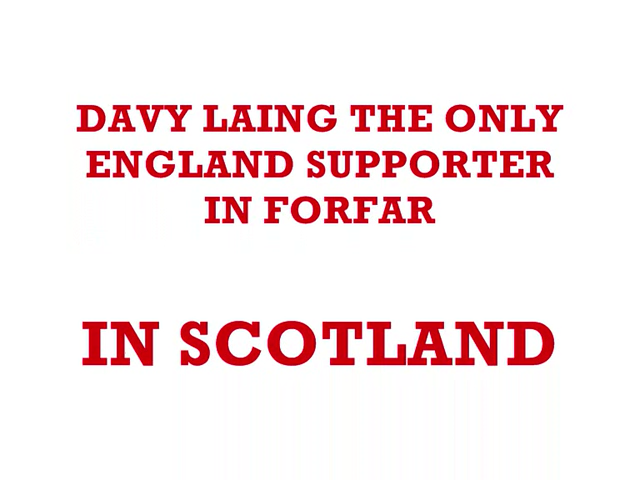 DAVY LAING THE ONLY
ENGLAND SUPPORTER
IN FORFAR
IN SCOTLAND